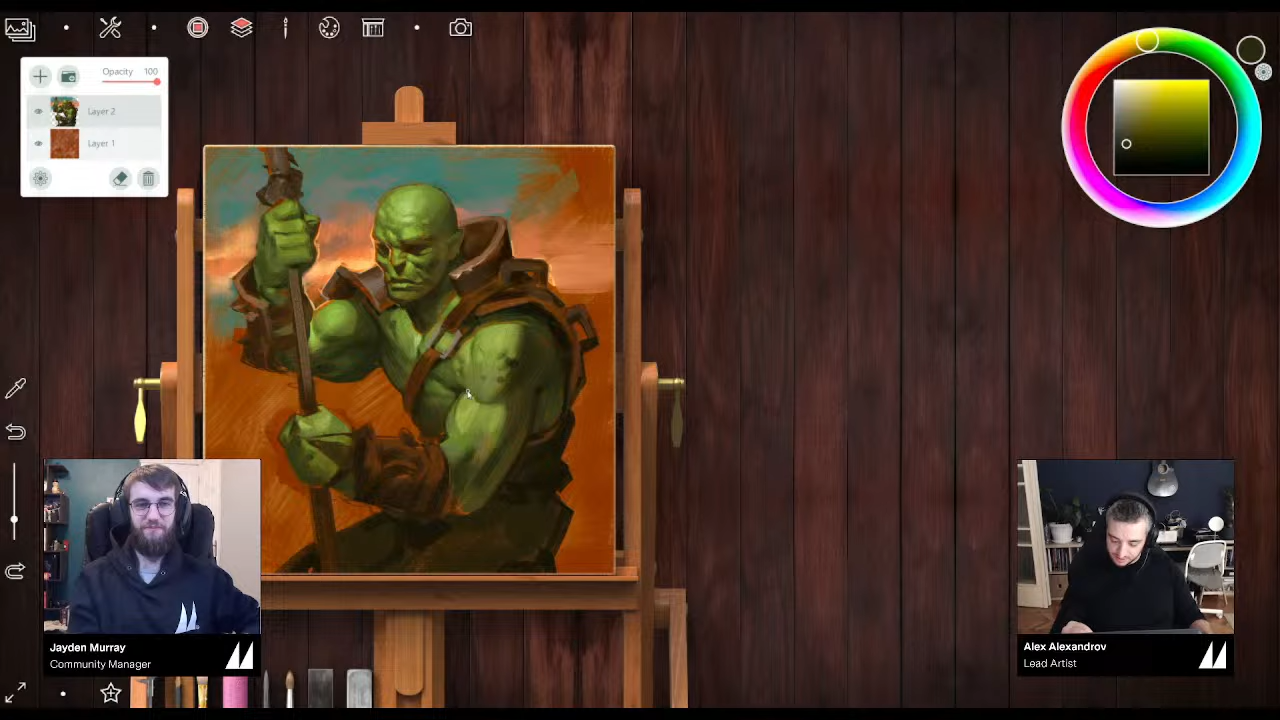 Opacity 100
Layer 2
Layer 1
Jayden Murray
Community Manager
Alex Alexandrov
Lead Artist